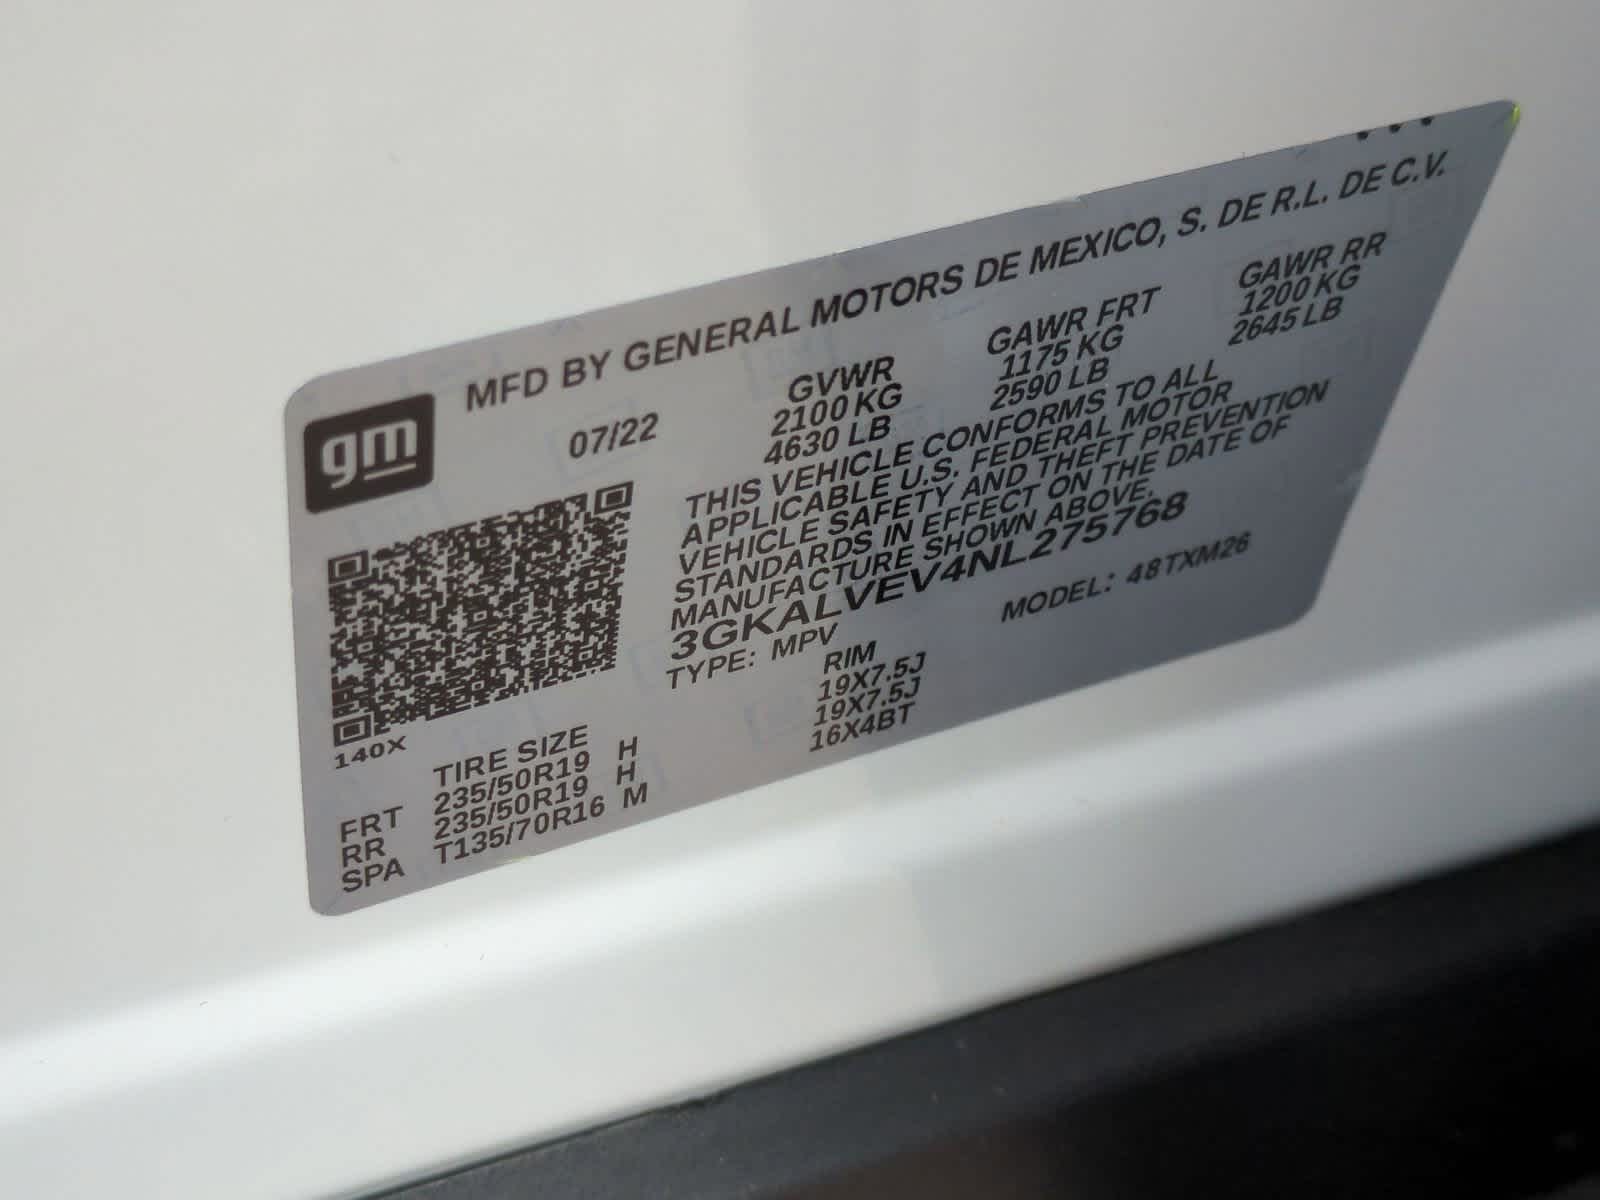 MFD BY GENERAL MOTORS DE MEXICO, S. DE R.L. DE C.V.
gm
07/22
GVWR
2100 KG
4630 LB
GAWR FRT
1175 KG
2590 LB
GAWR RR
1200 KG
2645 LB
THIS VEHICLE CONFORMS TO ALL
APPLICABLE U.S. FEDERAL MOTOR
VEHICLE SAFETY AND THEFT PREVENTION
STANDARDS IN EFFECT ON THE DATE OF
MANUFACTURE SHOWN ABOVE.
3GKALVEV4NL275768
TYPE: MPV
MODEL: 48TXM26
140X
TIRE SIZE
RIM
FRT 235/50R19 H 19X7.5J
RR 235/50R19 H 19X7.5J
SPA T135/70R16 M 16X4BT